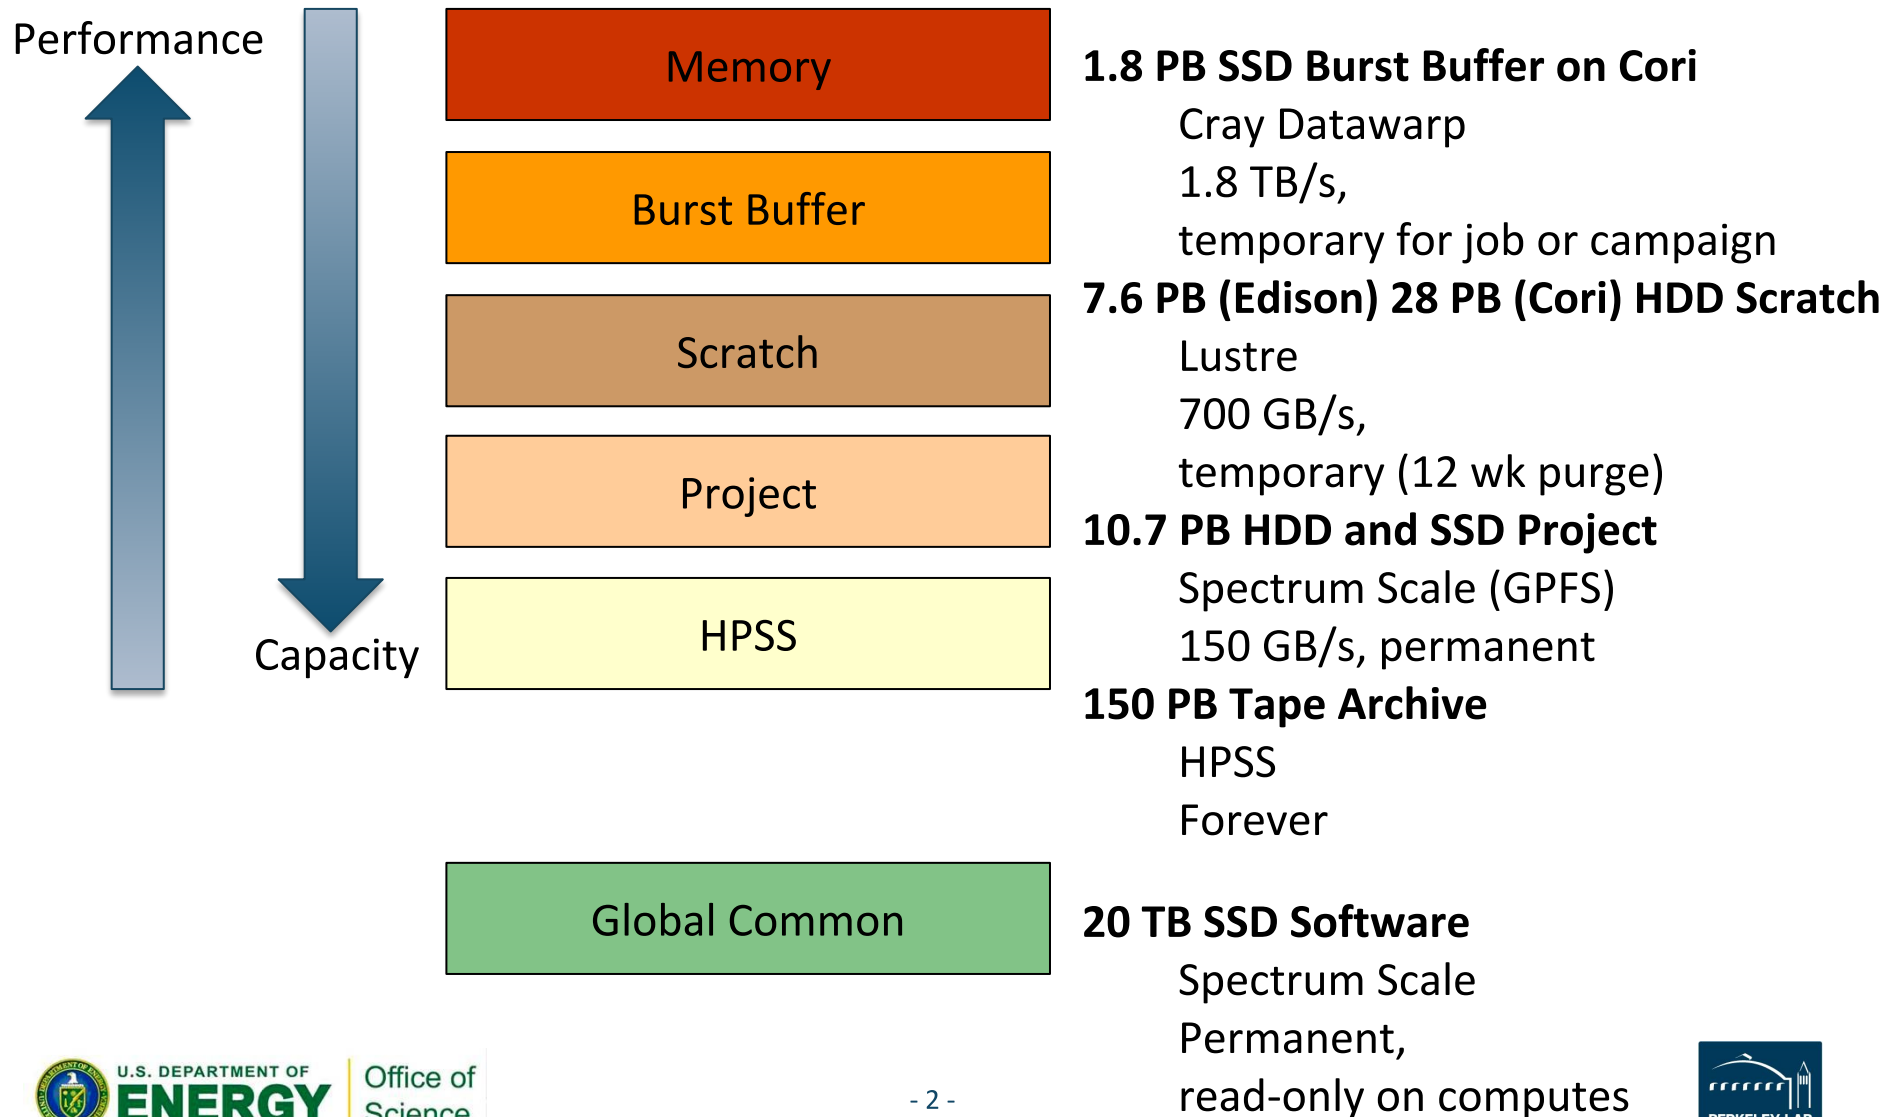 Performance
Capacity
Memory
Burst Buffer
Scratch
Project
HPSS
Global Common
1.8 PB SSD Burst Buffer on Cori
Cray Datawarp
1.8 TB/s,
temporary for job or campaign
7.6 PB (Edison) 28 PB (Cori) HDD Scratch
Lustre
700 GB/s,
temporary (12 wk purge)
10.7 PB HDD and SSD Project
Spectrum Scale (GPFS)
150 GB/s, permanent
150 PB Tape Archive
HPSS
Forever
20 TB SSD Software
Spectrum Scale
Permanent,
read-only on computes
U.S. DEPARTMENT OF
ENERGY
Office of
Science
- 2 -
BERKELEY LAB